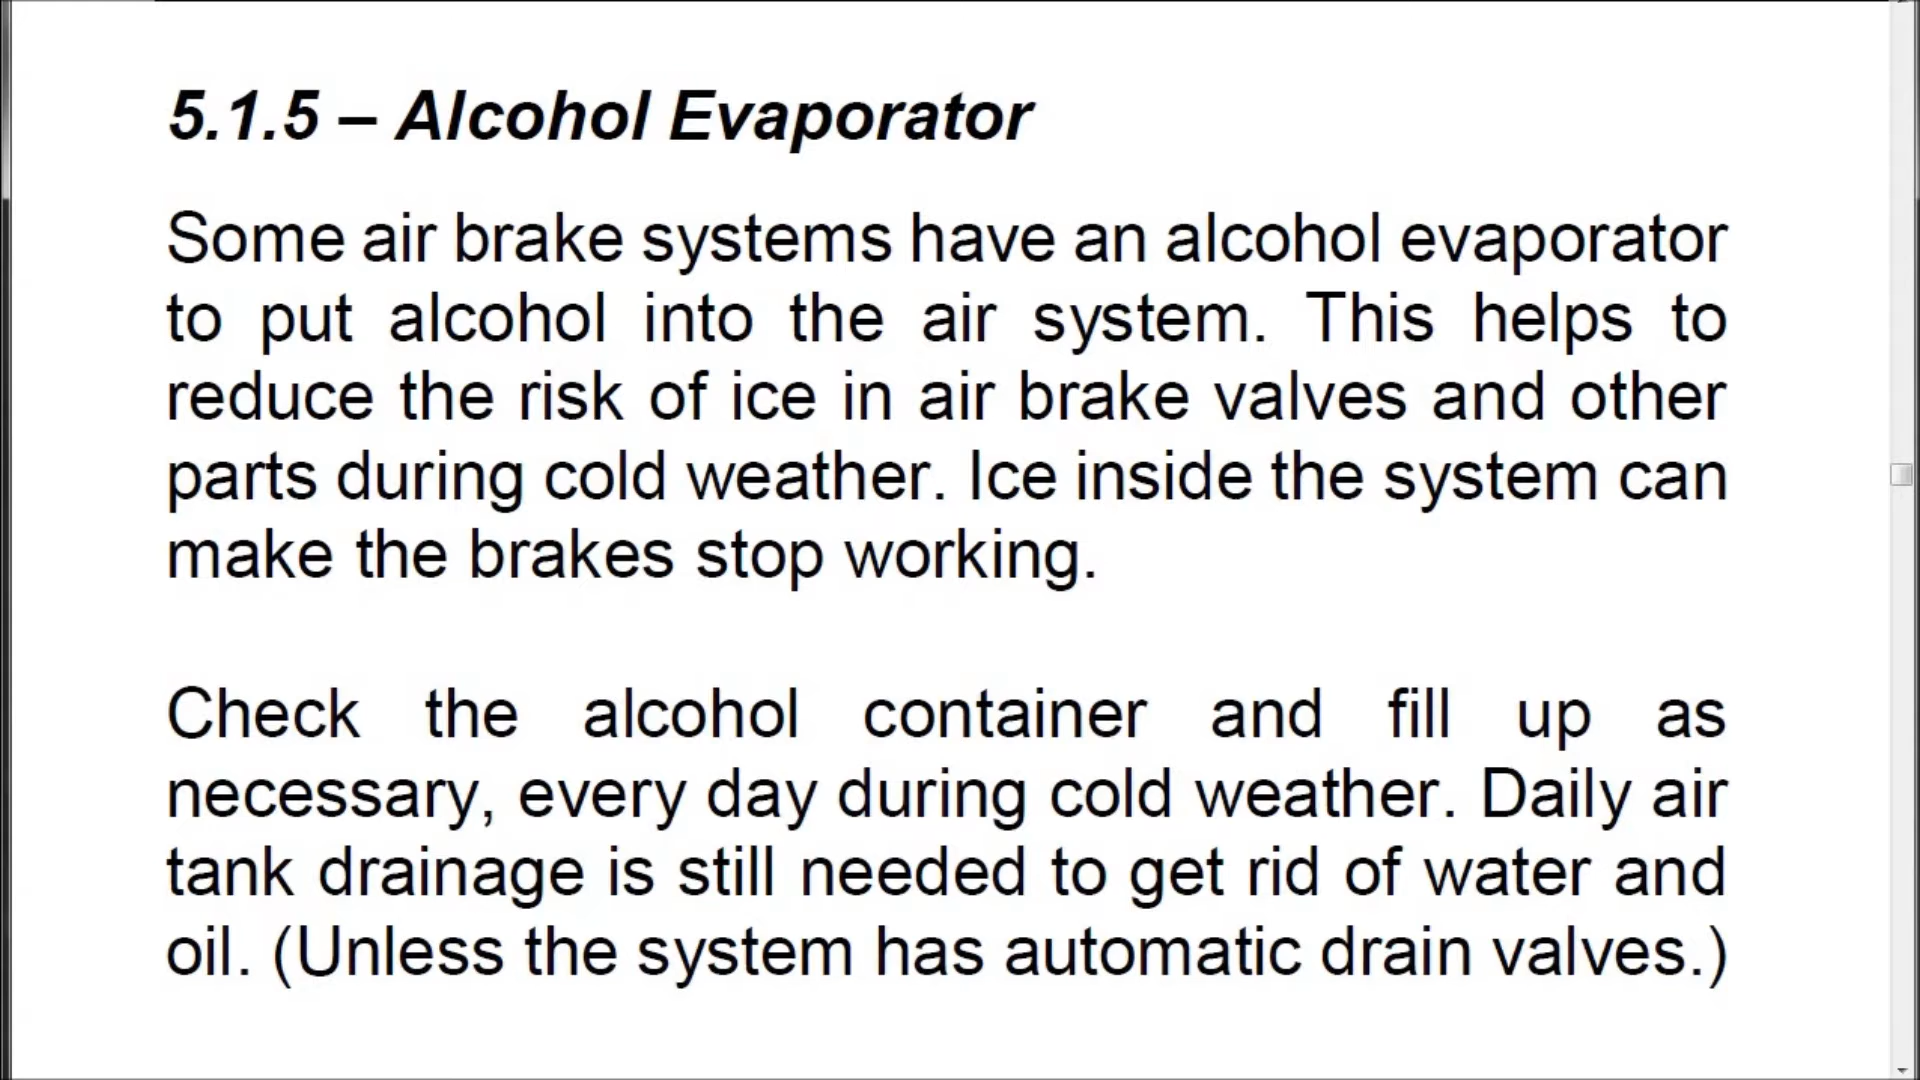 5.1.5 – Alcohol Evaporator
Some air brake systems have an alcohol evaporator
to put alcohol into the air system. This helps to
reduce the risk of ice in air brake valves and other
parts during cold weather. Ice inside the system can
make the brakes stop working.
Check the alcohol container and fill up as
necessary, every day during cold weather. Daily air
tank drainage is still needed to get rid of water and
oil. (Unless the system has automatic drain valves.)